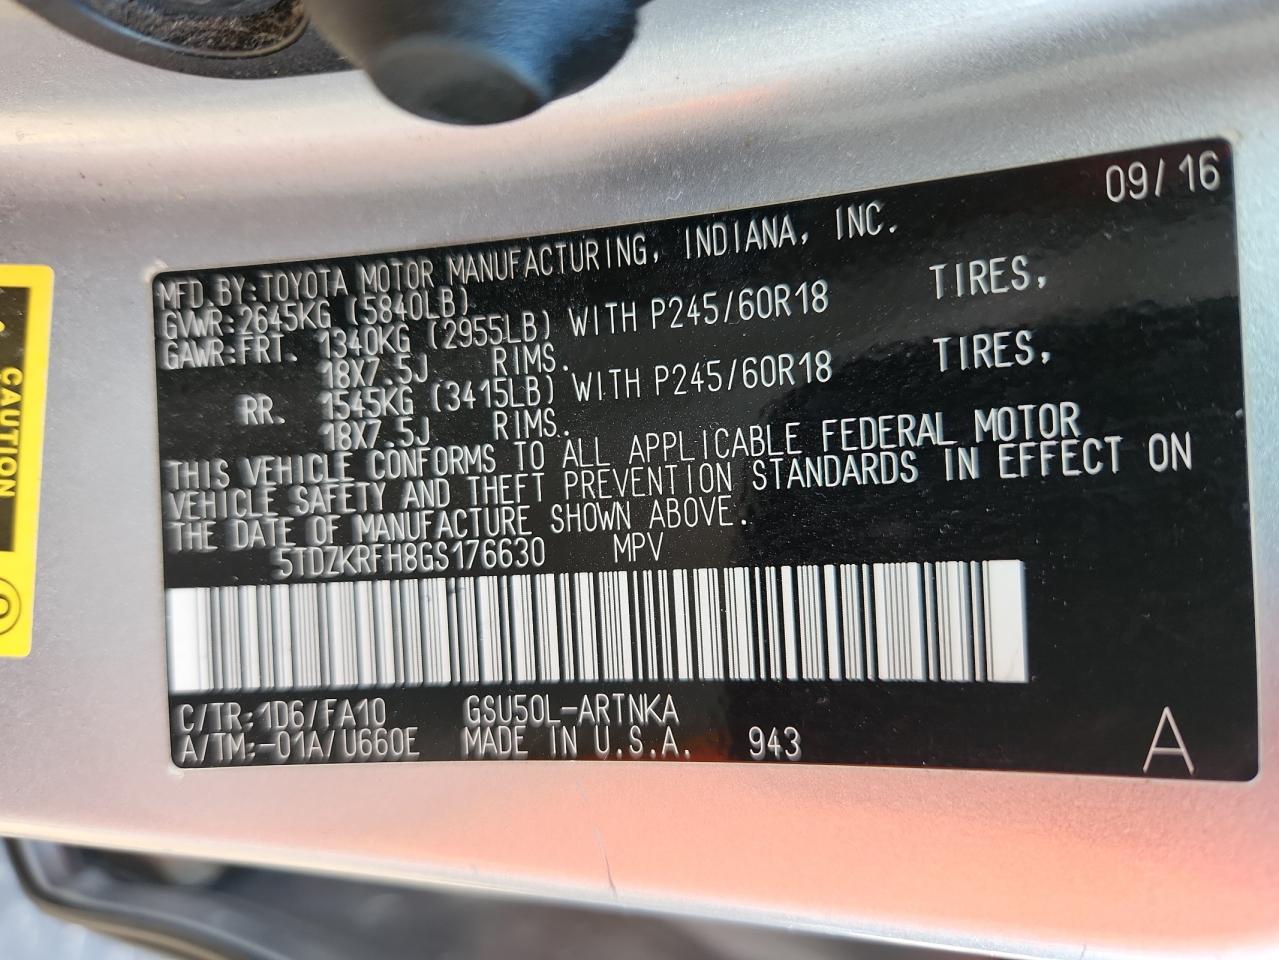 09/16
MFD.BY:TOYOTA MOTOR MANUFACTURING, INDIANA, INC.
GVWR:2645KG (5840LB)
GAWR:FRT. 1340KG (2955LB) WITH P245/60R18 TIRES,
18X7.5J RIMS.
RR. 1545KG (3415LB) WITH P245/60R18 TIRES,
18X7.5J RIMS.
THIS VEHICLE CONFORMS TO ALL APPLICABLE FEDERAL MOTOR
VEHICLE SAFETY AND THEFT PREVENTION STANDARDS IN EFFECT ON
THE DATE OF MANUFACTURE SHOWN ABOVE.
5TDZKRFH8GS176630 MPV
C/TR:1D6/FA10 GSU50L-ARTNKA
A/TM:-01A/U660E MADE IN U.S.A. 943
A
CAUTION